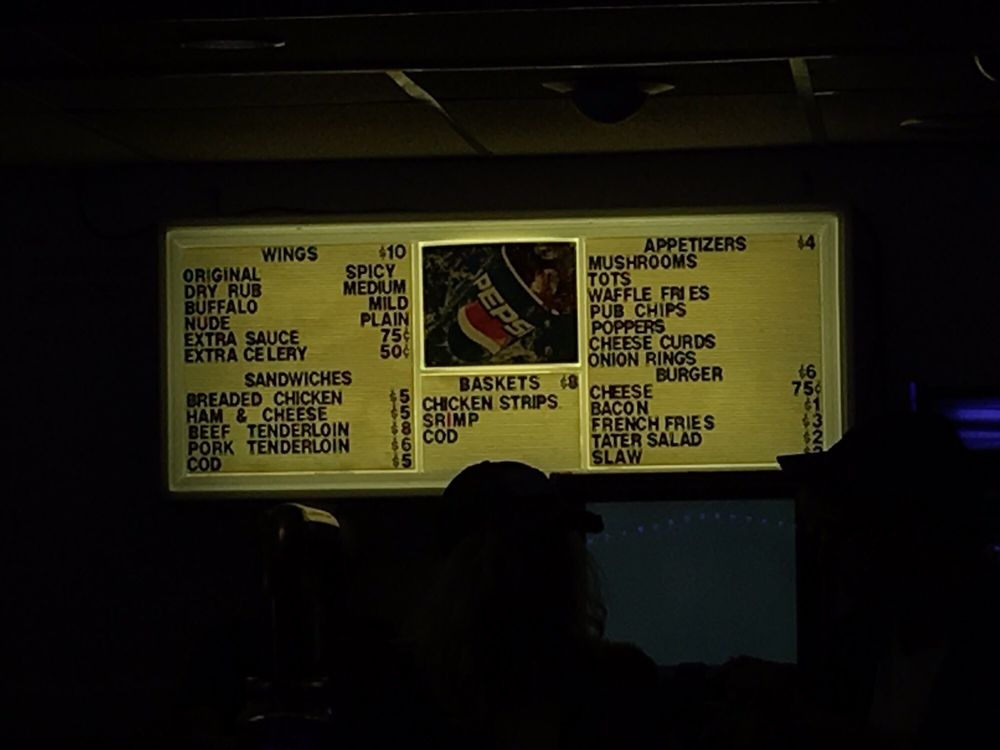 WINGS $10
ORIGINAL SPICY
DRY RUB MEDIUM
BUFFALO MILD
NUDE PLAIN
EXTRA SAUCE 75¢
EXTRA CELERY 50¢
SANDWICHES
BREADED CHICKEN $5
HAM & CHEESE $5
BEEF TENDERLOIN $8
PORK TENDERLOIN $6
COD $5
PEPSI
BASKETS $8
CHICKEN STRIPS
SRIMP
COD
APPETIZERS $4
MUSHROOMS
TOTS
WAFFLE FRIES
PUB CHIPS
POPPERS
CHEESE CURDS
ONION RINGS
BURGER $6
CHEESE 75¢
BACON $1
FRENCH FRIES $3
TATER SALAD $2
SLAW $2